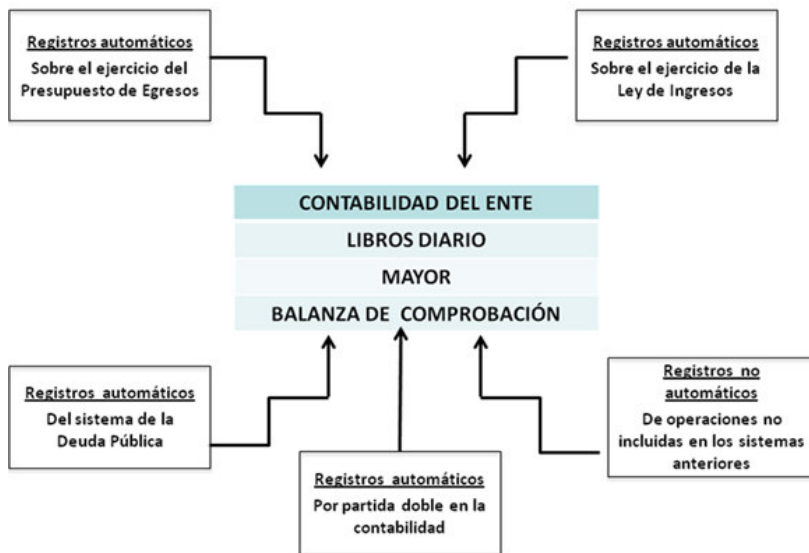 Registros automáticos
Sobre el ejercicio del
Presupuesto de Egresos
Registros automáticos
Sobre el ejercicio de la
Ley de Ingresos
CONTABILIDAD DEL ENTE
LIBROS DIARIO
MAYOR
BALANZA DE COMPROBACIÓN
Registros automáticos
Del sistema de la
Deuda Pública
Registros automáticos
Por partida doble en la
contabilidad
Registros no
automáticos
De operaciones no
incluidas en los sistemas
anteriores